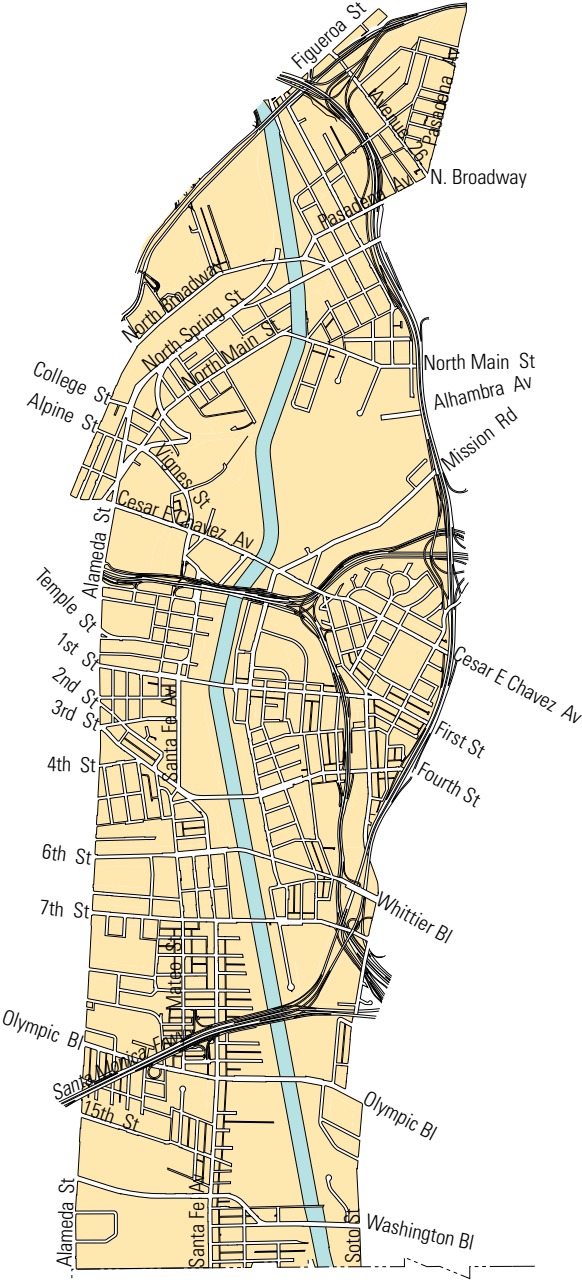 Figueroa St
Pasadena Av
Avenue 19
N. Broadway
Pasadena Av
North Broadway
North Spring St
North Main St
North Main St
College St
Alhambra Av
Alpine St
Mission Rd
Vignes St
Cesar E Chavez Av
Alameda St
Temple St
1st St
Cesar E Chavez Av
2nd St
Santa Fe Av
3rd St
First St
4th St
Fourth St
6th St
Whittier Bl
7th St
Mateo St
Olympic Bl
Santa Monica Frwy
Olympic Bl
15th St
Alameda St
Santa Fe Av
Soto St
Washington Bl